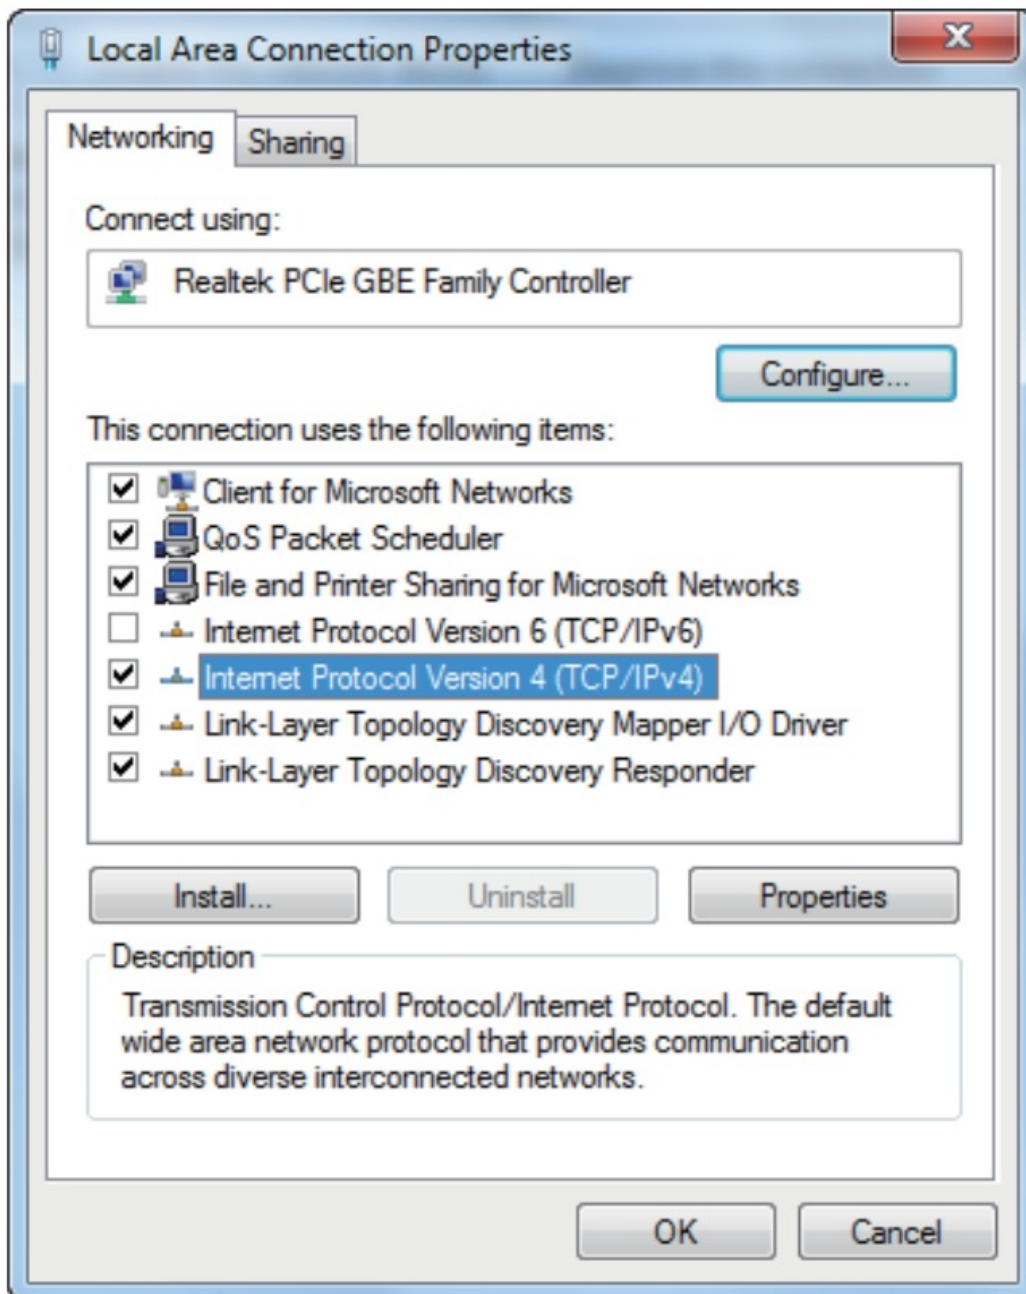 Local Area Connection Properties
Networking
Sharing
Connect using:
Realtek PCIe GBE Family Controller
Configure...
This connection uses the following items:
Client for Microsoft Networks
QoS Packet Scheduler
File and Printer Sharing for Microsoft Networks
Internet Protocol Version 6 (TCP/IPv6)
Internet Protocol Version 4 (TCP/IPv4)
Link-Layer Topology Discovery Mapper I/O Driver
Link-Layer Topology Discovery Responder
Install...
Uninstall
Properties
Description
Transmission Control Protocol/Internet Protocol. The default
wide area network protocol that provides communication
across diverse interconnected networks.
OK
Cancel